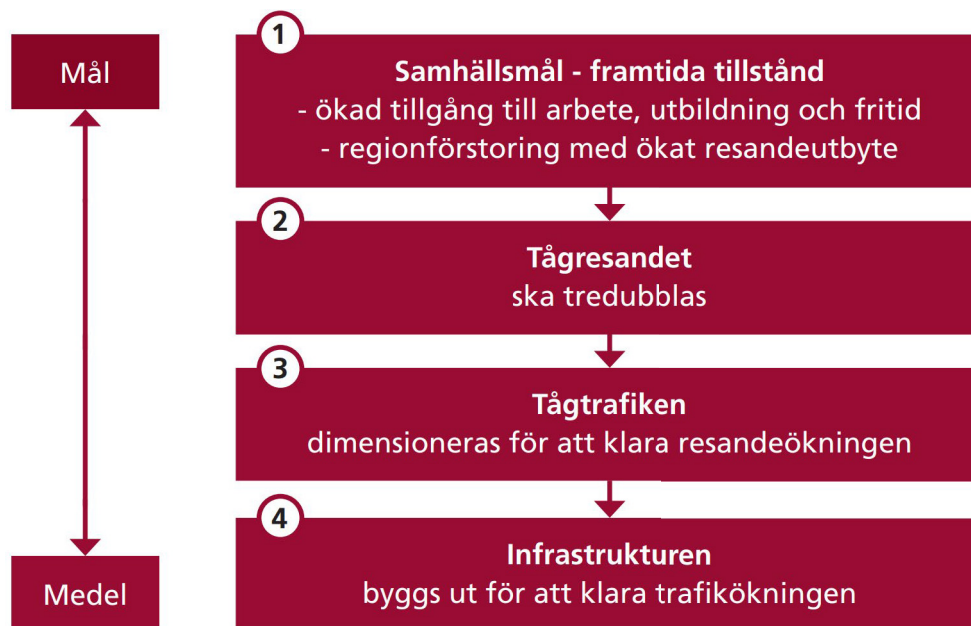 Mål
1
Samhällsmål - framtida tillstånd
- ökad tillgång till arbete, utbildning och fritid
- regionförstoring med ökat resandeutbyte
2
Tågresandet
ska tredubblas
3
Tågtrafiken
dimensioneras för att klara resandeökningen
4
Infrastrukturen
byggs ut för att klara trafikökningen
Medel